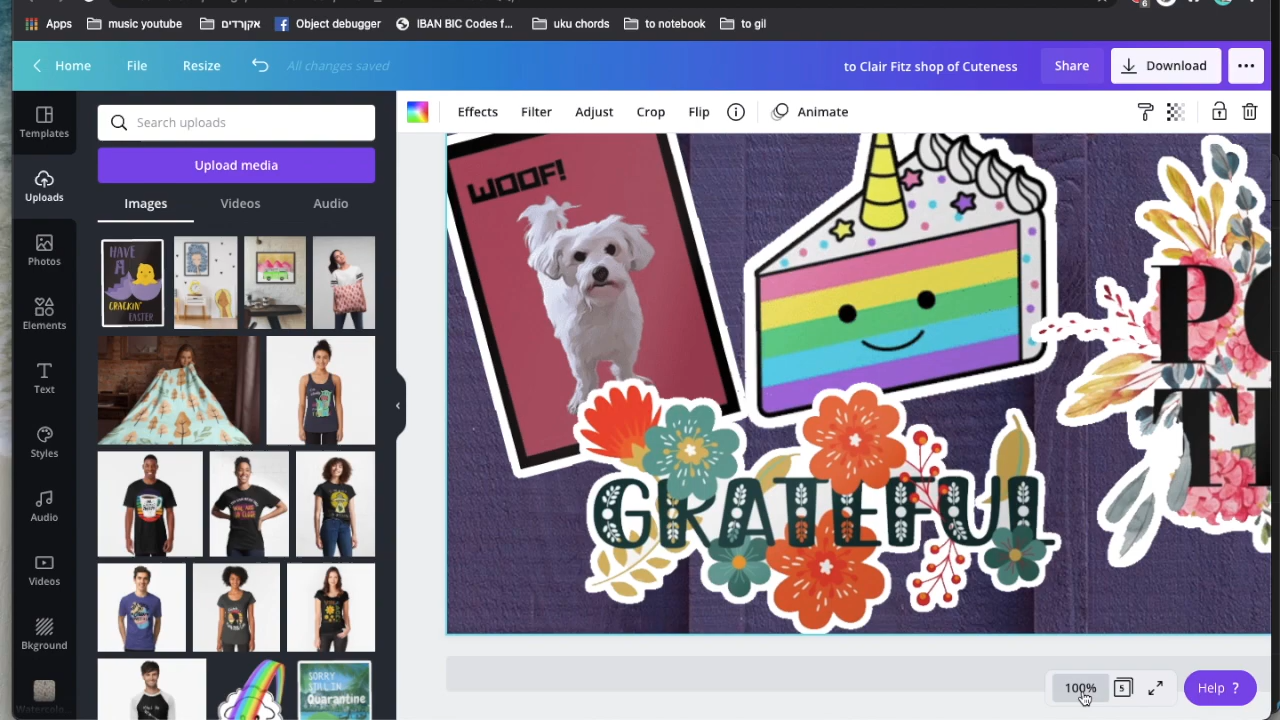 Apps music youtube אקורדים Object debugger IBAN BIC Codes f... uku chords to notebook to gil
Home File Resize All changes saved to Clair Fitz shop of Cuteness Share Download
Templates
Search uploads
Effects Filter Adjust Crop Flip Animate
Uploads
Upload media
Images Videos Audio
Photos
Elements
Text
Styles
Audio
Videos
Bkground
HAVE
A
CRACKIN'
EASTER
SORRY
STILL IN
Quarantine
WOOF!
GRATEFUL
100% 5 Help ?